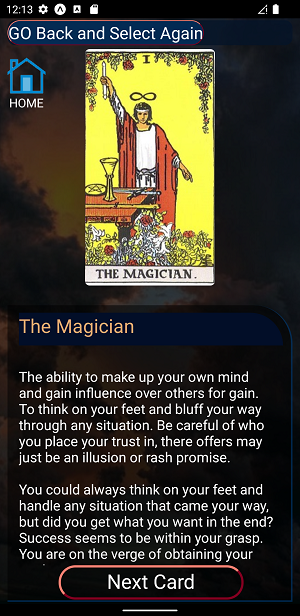 12:13
GO Back and Select Again
HOME
I
THE MAGICIAN.
The Magician
The ability to make up your own mind
and gain influence over others for gain.
To think on your feet and bluff your way
through any situation. Be careful of who
you place your trust in, there offers may
just be an illusion or rash promise.
You could always think on your feet and
handle any situation that came your way,
but did you get what you want in the end?
Success seems to be within your grasp.
You are on the verge of obtaining your
Next Card